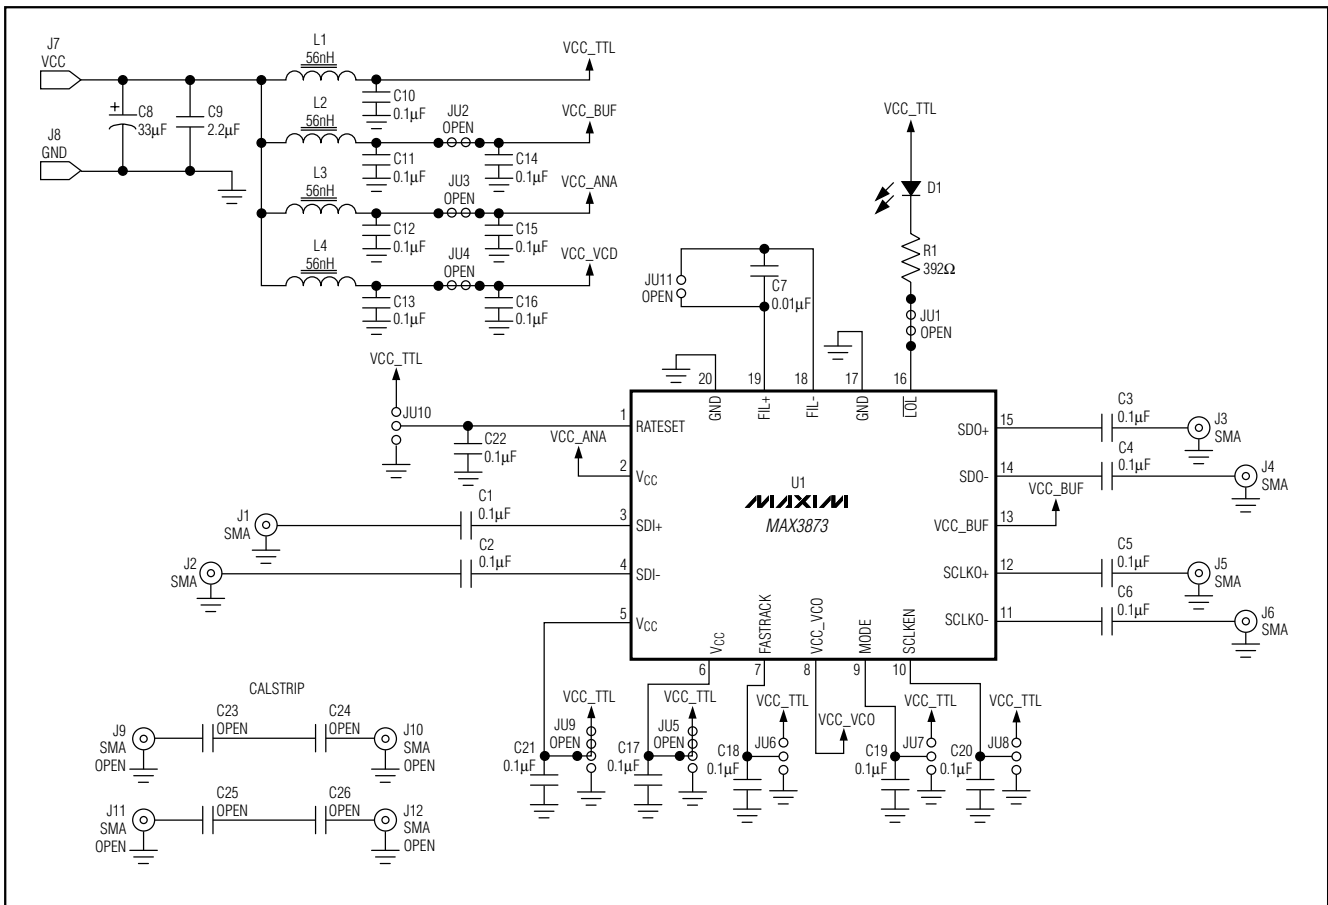 J7
VCC
J8
GND
+
C8
33µF
C9
2.2µF
L1
56nH
C10
0.1µF
VCC_TTL
L2
56nH
C11
0.1µF
JU2
OPEN
C14
0.1µF
VCC_BUF
L3
56nH
C12
0.1µF
JU3
OPEN
C15
0.1µF
VCC_ANA
L4
56nH
C13
0.1µF
JU4
OPEN
C16
0.1µF
VCC_VCD
VCC_TTL
D1
R1
392Ω
JU1
OPEN
JU11
OPEN
C7
0.01µF
20
19
18
17
16
GND
FIL+
FIL-
GND
LOL
VCC_TTL
JU10
C22
0.1µF
VCC_ANA
1
RATESET
2
VCC
J1
SMA
C1
0.1µF
3
SDI+
J2
SMA
C2
0.1µF
4
SDI-
5
VCC
U1
MAXIM
MAX3873
SDO+
15
C3
0.1µF
J3
SMA
SDO-
14
C4
0.1µF
J4
SMA
VCC_BUF
13
VCC_BUF
SCLKO+
12
C5
0.1µF
J5
SMA
SCLKO-
11
C6
0.1µF
J6
SMA
VCC
FASTRACK
VCC_VCO
MODE
SCLKEN
6
7
8
9
10
C21
0.1µF
JU9
OPEN
VCC_TTL
C17
0.1µF
JU5
OPEN
VCC_TTL
C18
0.1µF
JU6
VCC_TTL
VCC_VCO
C19
0.1µF
JU7
VCC_TTL
C20
0.1µF
JU8
VCC_TTL
CALSTRIP
J9
SMA
OPEN
C23
OPEN
C24
OPEN
J10
SMA
OPEN
J11
SMA
OPEN
C25
OPEN
C26
OPEN
J12
SMA
OPEN